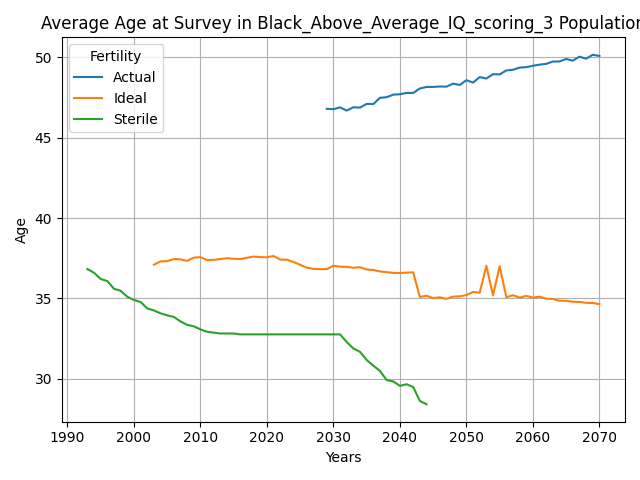 Average Age at Survey in Black_Above_Average_IQ_scoring_3 Population
Fertility
Actual
Ideal
Sterile
50
45
40
35
30
Age
1990 2000 2010 2020 2030 2040 2050 2060 2070
Years